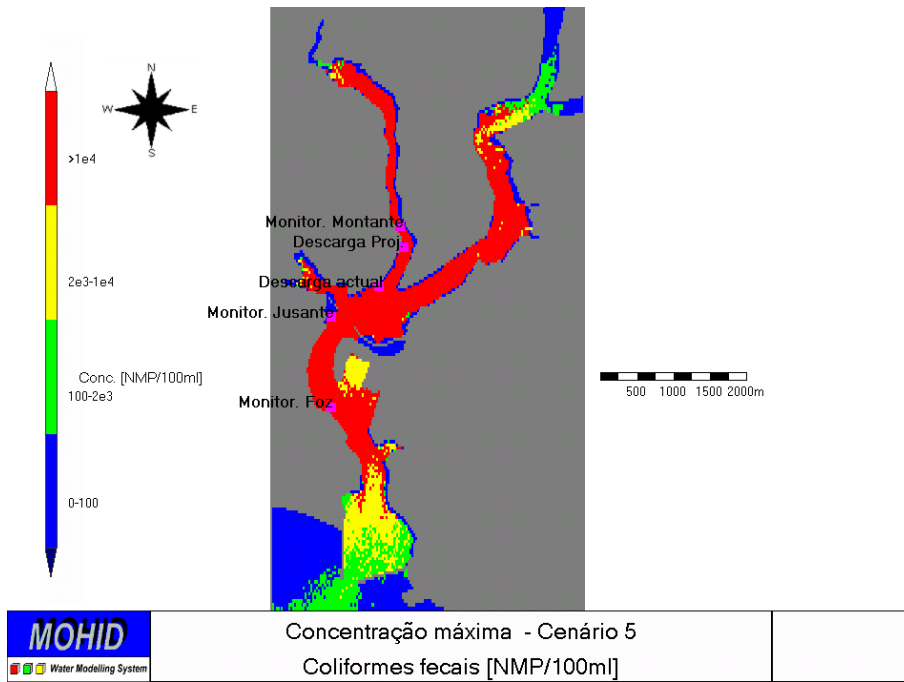 N
W
E
S
>1e4
2e3-1e4
Conc. [NMP/100ml]
100-2e3
0-100
Monitor. Montante
Descarga Proj.
Descarga actual
Monitor. Jusante
Monitor. Foz
500 1000 1500 2000m
MOHID
Water Modelling System
Concentração máxima - Cenário 5
Coliformes fecais [NMP/100ml]